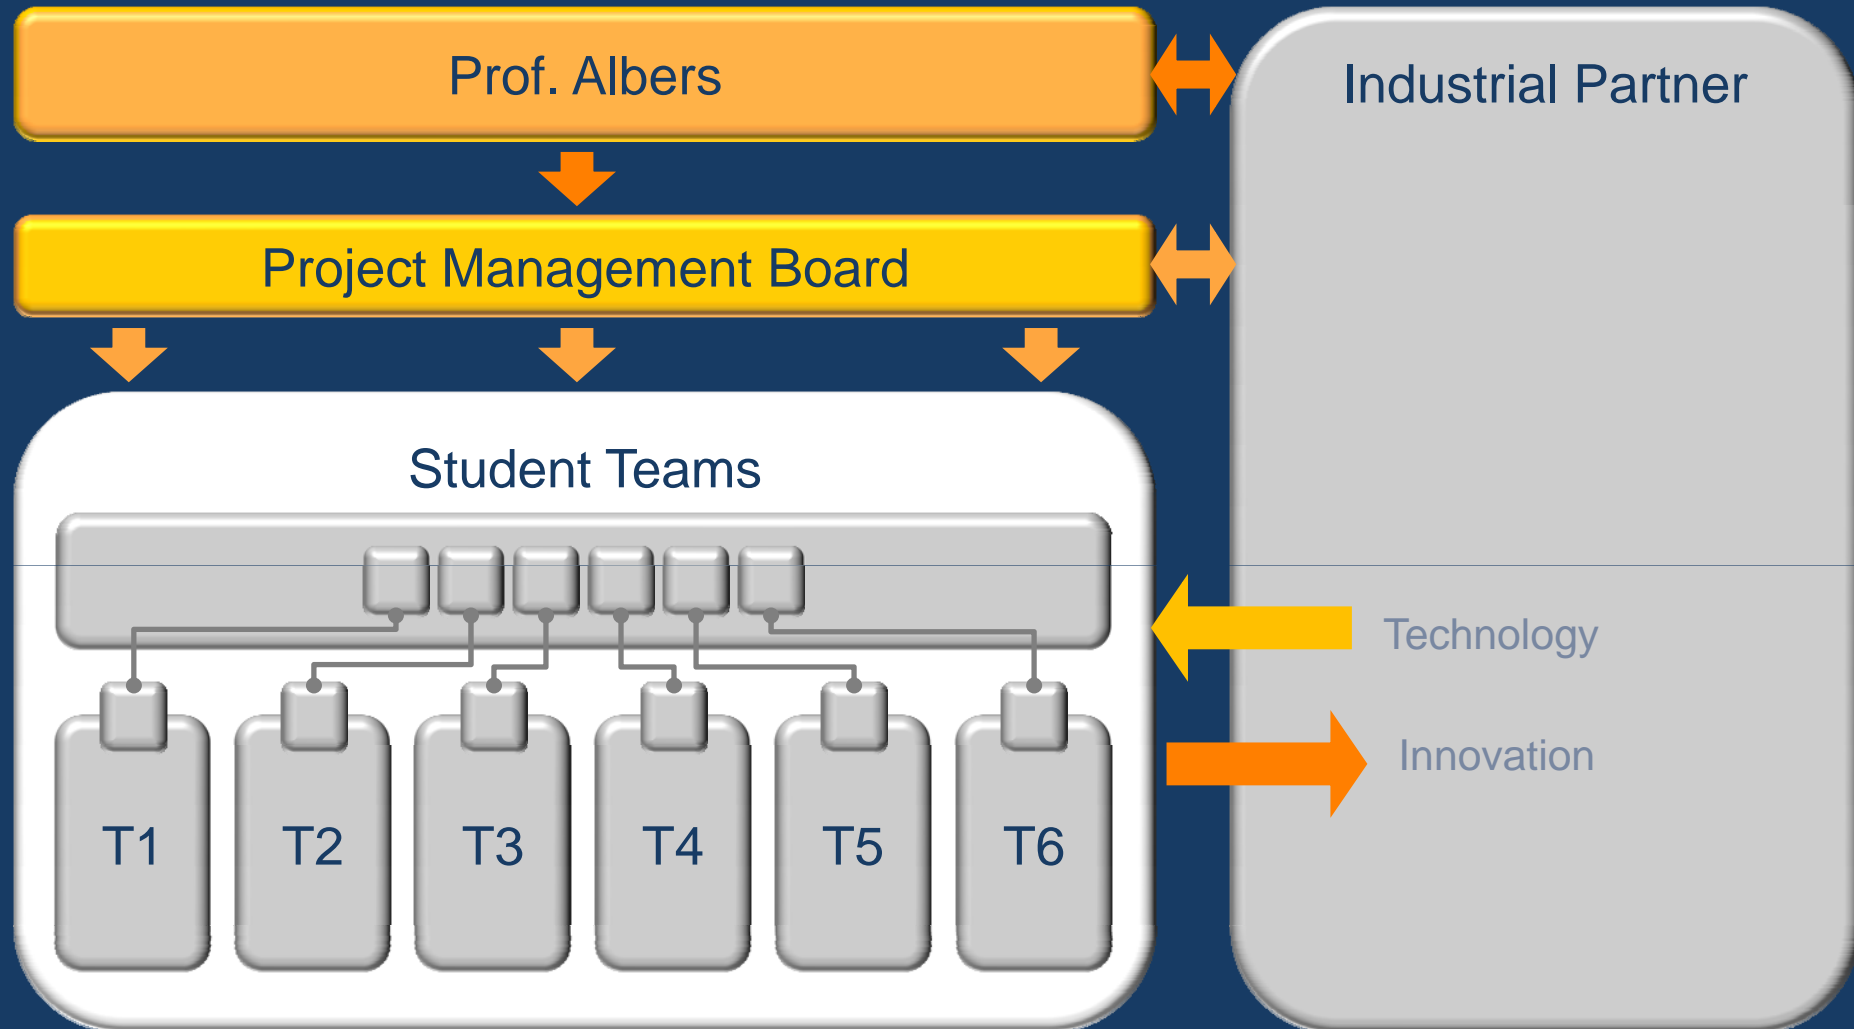 Prof. Albers
Industrial Partner
Project Management Board
Student Teams
Technology
Innovation
T1
T2
T3
T4
T5
T6